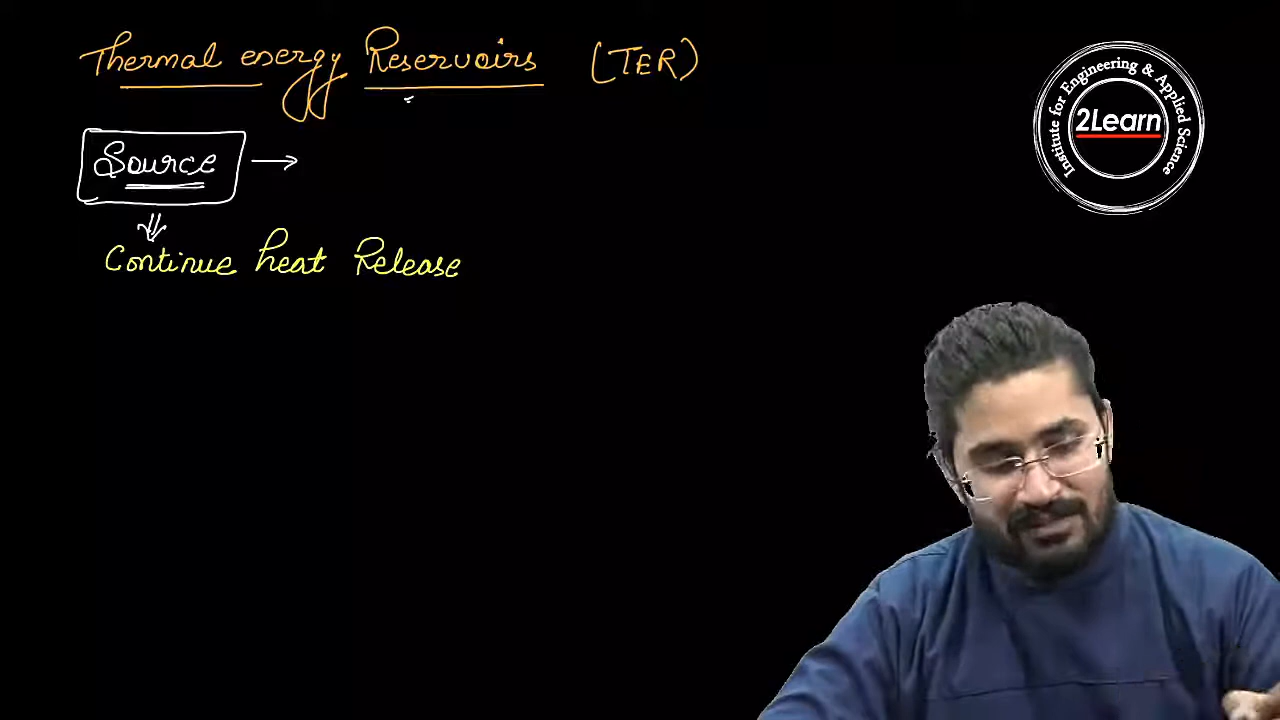 Thermal energy Reservoirs (TER)
Source →
⇓
Continue heat Release
Institute for Engineering & Applied Science
2Learn